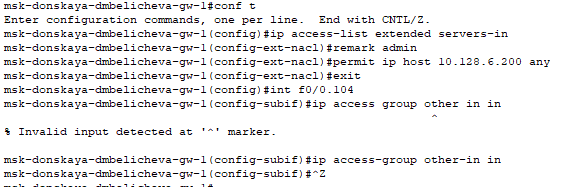 msk-donskaya-dmbelicheva-gw-1#conf t
Enter configuration commands, one per line.  End with CNTL/Z.
msk-donskaya-dmbelicheva-gw-1(config)#ip access-list extended servers-in
msk-donskaya-dmbelicheva-gw-1(config-ext-nacl)#remark admin
msk-donskaya-dmbelicheva-gw-1(config-ext-nacl)#permit ip host 10.128.6.200 any
msk-donskaya-dmbelicheva-gw-1(config-ext-nacl)#exit
msk-donskaya-dmbelicheva-gw-1(config)#int f0/0.104
msk-donskaya-dmbelicheva-gw-1(config-subif)#ip access group other in in
^
% Invalid input detected at '^' marker.
msk-donskaya-dmbelicheva-gw-1(config-subif)#ip access-group other-in in
msk-donskaya-dmbelicheva-gw-1(config-subif)#^Z